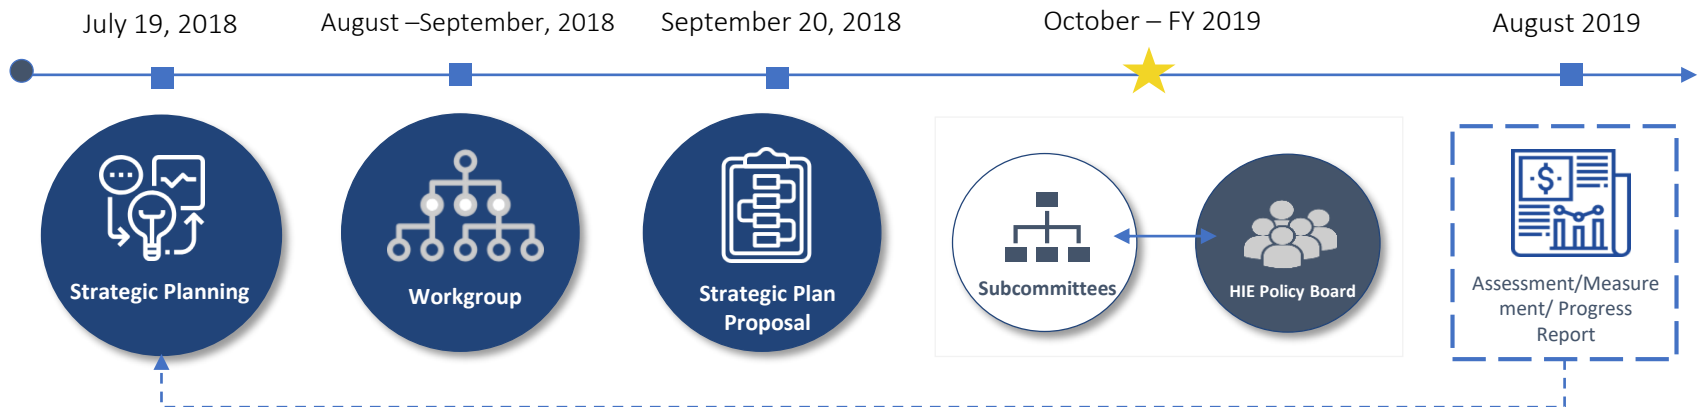 July 19, 2018
August –September, 2018
September 20, 2018
October – FY 2019
August 2019
Strategic Planning
Workgroup
Strategic Plan
Proposal
Subcommittees
HIE Policy Board
$
Assessment/Measure
ment/ Progress
Report